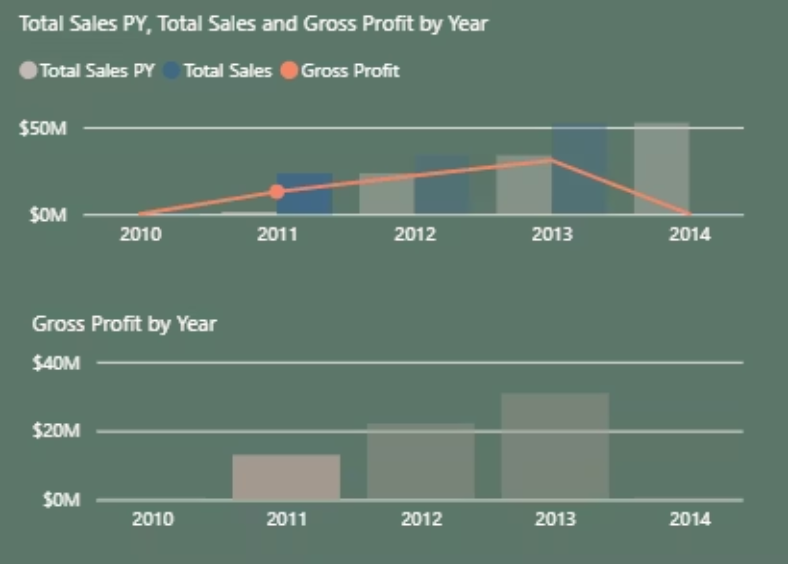 Total Sales PY, Total Sales and Gross Profit by Year
Total Sales PY Total Sales Gross Profit
$50M
$0M
2010 2011 2012 2013 2014
Gross Profit by Year
$40M
$20M
$0M
2010 2011 2012 2013 2014